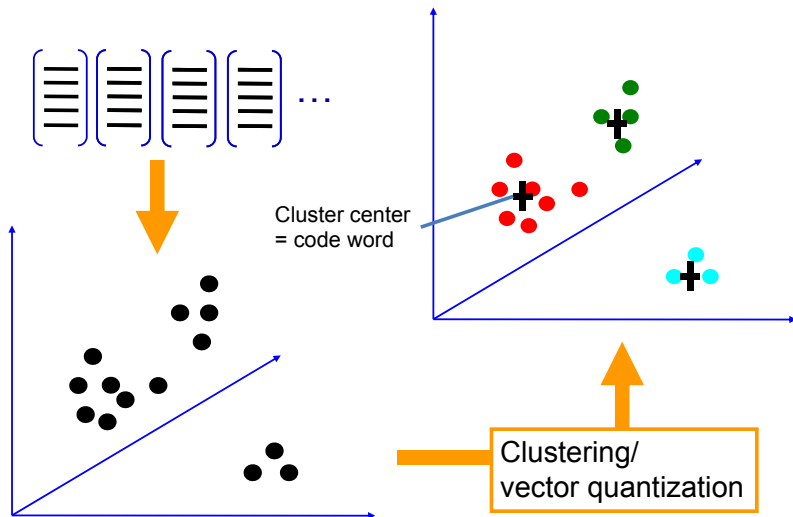 ...
Cluster center
= code word
Clustering/
vector quantization